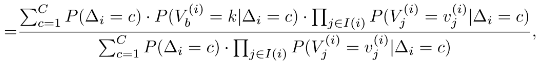 $$= \frac{\sum_{c=1}^{C} P(\Delta_i = c) \cdot P(V_b^{(i)} = k | \Delta_i = c) \cdot \prod_{j \in I(i)} P(V_j^{(i)} = v_j^{(i)} | \Delta_i = c)}{\sum_{c=1}^{C} P(\Delta_i = c) \cdot \prod_{j \in I(i)} P(V_j^{(i)} = v_j^{(i)} | \Delta_i = c)},$$